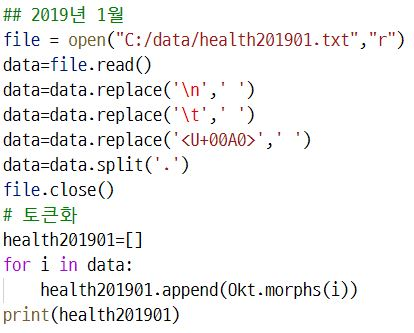 ## 2019년 1월
file = open("C:/data/health201901.txt","r")
data=file.read()
data=data.replace('\n',' ')
data=data.replace('\t',' ')
data=data.replace('<U+00A0>',' ')
data=data.split('.')
file.close()
# 토큰화
health201901=[]
for i in data:
    health201901.append(Okt.morphs(i))
print(health201901)